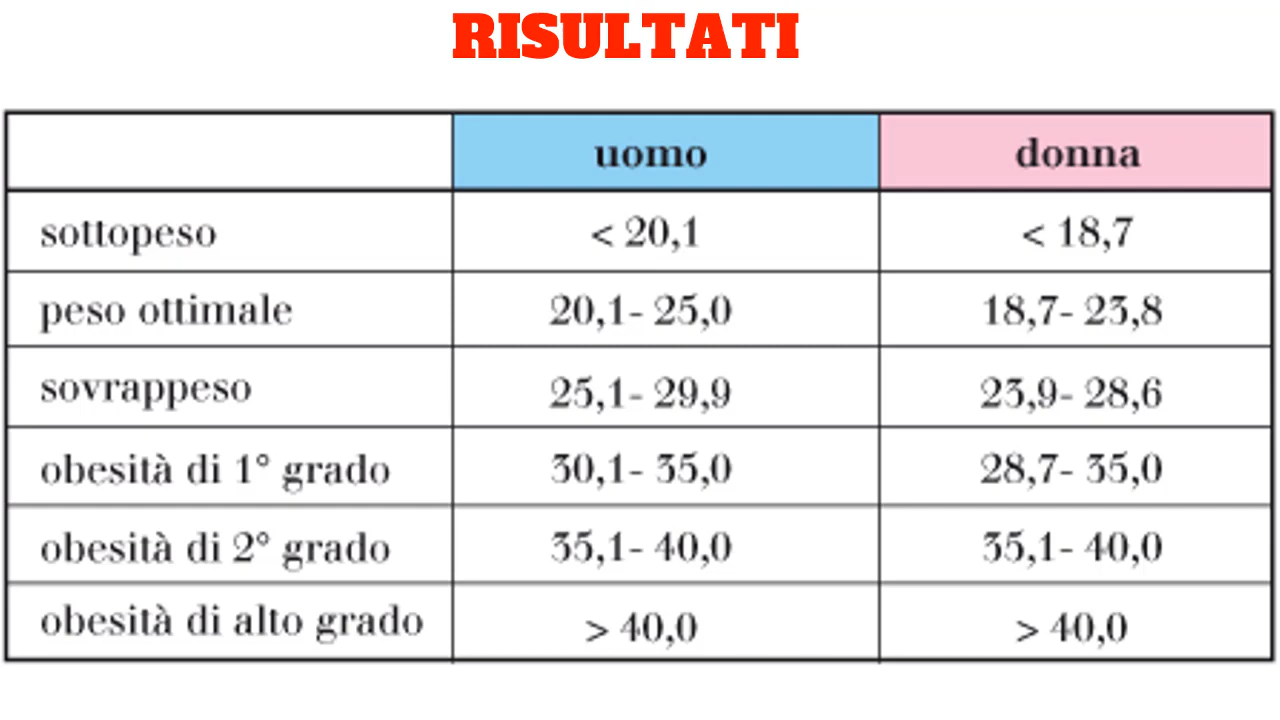 RISULTATI
uomo donna
sottopeso < 20,1 < 18,7
peso ottimale 20,1- 25,0 18,7- 23,8
sovrappeso 25,1- 29,9 23,9- 28,6
obesità di 1° grado 30,1- 35,0 28,7- 35,0
obesità di 2° grado 35,1- 40,0 35,1- 40,0
obesità di alto grado > 40,0 > 40,0